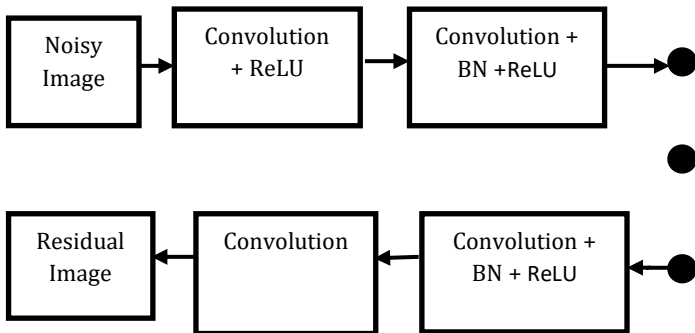 Noisy
Image
Convolution
+ ReLU
Convolution +
BN +ReLU
Residual
Image
Convolution
Convolution +
BN + ReLU